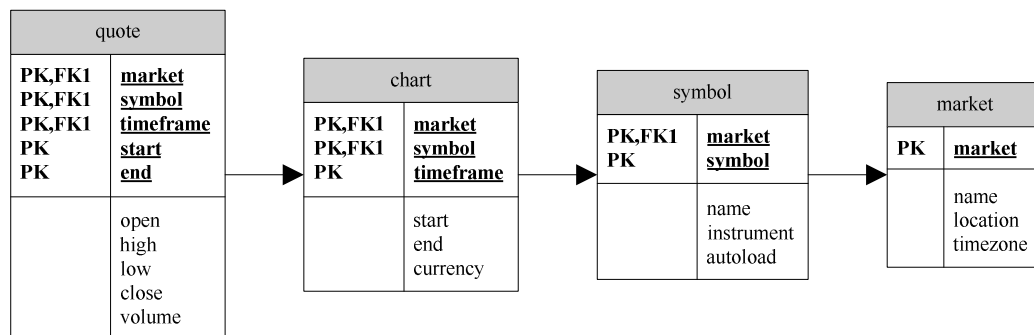 quote
PK,FK1 market
PK,FK1 symbol
PK,FK1 timeframe
PK start
PK end
open
high
low
close
volume
chart
PK,FK1 market
PK,FK1 symbol
PK timeframe
start
end
currency
symbol
PK,FK1 market
PK symbol
name
instrument
autoload
market
PK market
name
location
timezone